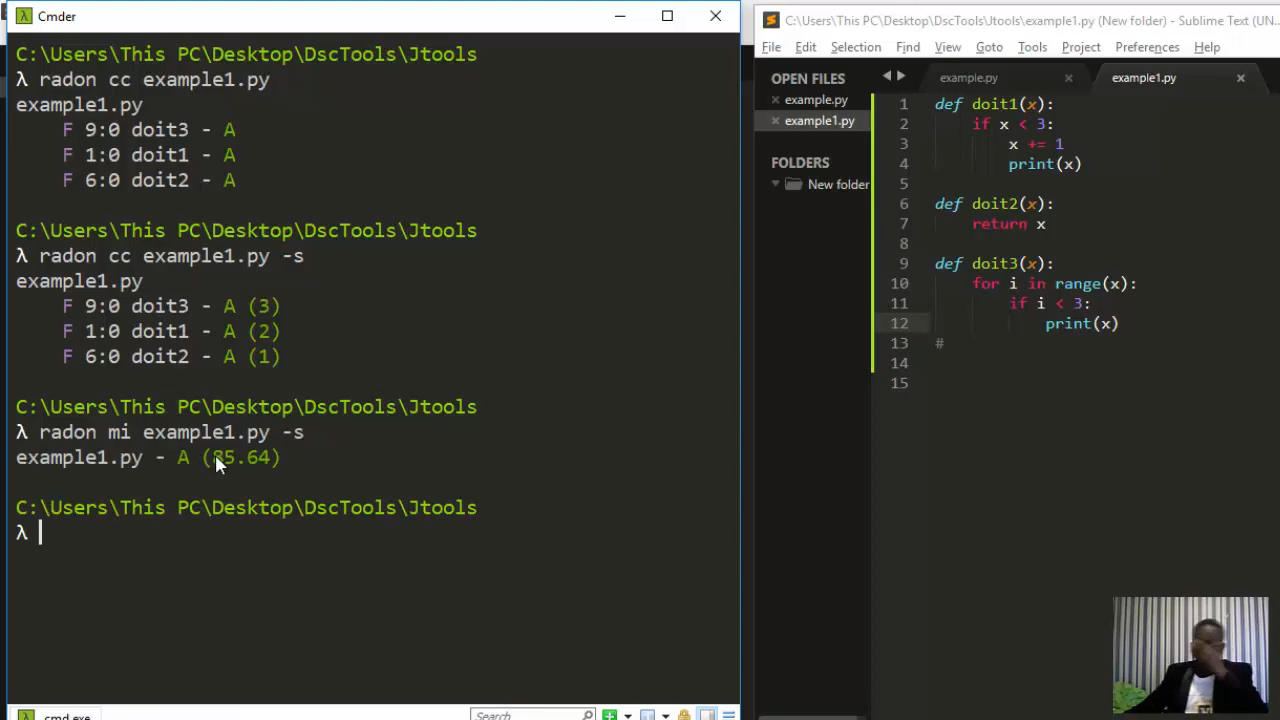 Cmder
C:\Users\This PC\Desktop\DscTools\Jtools
λ radon cc example1.py
example1.py
F 9:0 doit3 - A
F 1:0 doit1 - A
F 6:0 doit2 - A
C:\Users\This PC\Desktop\DscTools\Jtools
λ radon cc example1.py -s
example1.py
F 9:0 doit3 - A (3)
F 1:0 doit1 - A (2)
F 6:0 doit2 - A (1)
C:\Users\This PC\Desktop\DscTools\Jtools
λ radon mi example1.py -s
example1.py - A (85.64)
C:\Users\This PC\Desktop\DscTools\Jtools
λ
cmd.exe
Search
C:\Users\This PC\Desktop\DscTools\Jtools\example1.py (New folder) - Sublime Text (UN...
File Edit Selection Find View Goto Tools Project Preferences Help
OPEN FILES
example.py
example1.py
FOLDERS
New folder
example.py example1.py
1 def doit1(x):
2 if x < 3:
3 x += 1
4 print(x)
5
6 def doit2(x):
7 return x
8
9 def doit3(x):
10 for i in range(x):
11 if i < 3:
12 print(x)
13 #
14
15